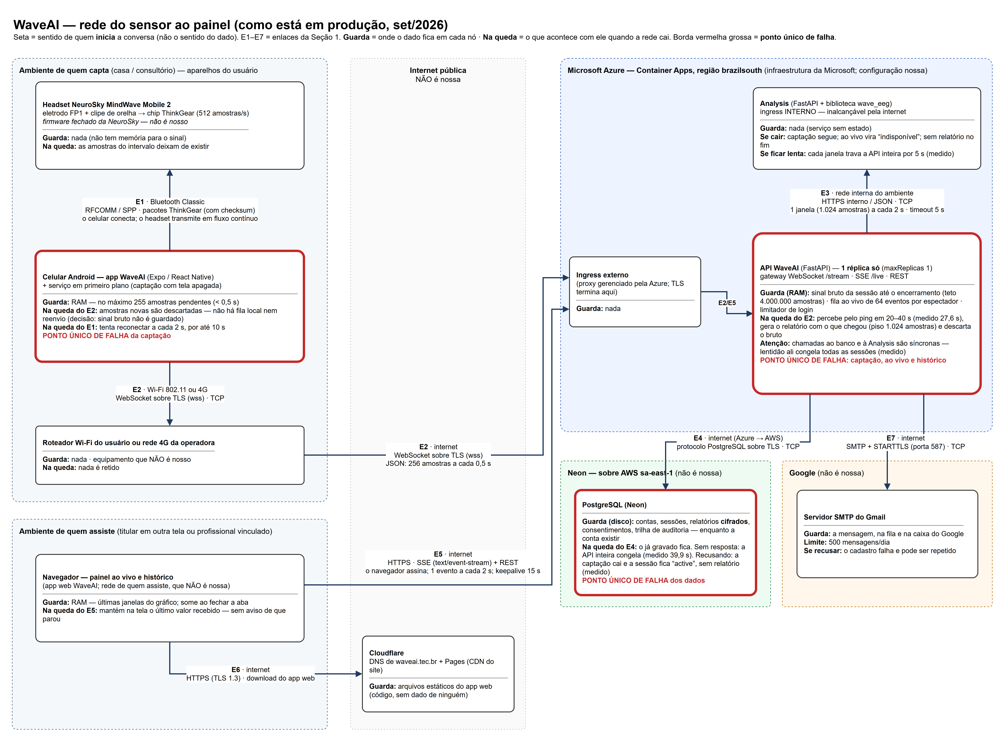 WaveAI — rede do sensor ao painel (como está em produção, set/2026)
Seta = sentido de quem inicia a conversa (não o sentido do dado). E1–E7 = enlaces da Seção 1. Guarda = onde o dado fica em cada nó · Na queda = o que acontece com ele quando a rede cai. Borda vermelha grossa = ponto único de falha.
Ambiente de quem capta (casa / consultório) — aparelhos do usuário
Headset NeuroSky MindWave Mobile 2
eletrodo FP1 + clipe de orelha → chip ThinkGear (512 amostras/s)
firmware fechado da NeuroSky — não é nosso
Guarda: nada (não tem memória para o sinal)
Na queda: as amostras do intervalo deixam de existir
E1 · Bluetooth Classic
RFCOMM / SPP · pacotes ThinkGear (com checksum)
o celular conecta; o headset transmite em fluxo contínuo
Celular Android — app WaveAI (Expo / React Native)
+ serviço em primeiro plano (captação com tela apagada)
Guarda: RAM — no máximo 255 amostras pendentes (< 0,5 s)
Na queda do E2: amostras novas são descartadas — não há fila local nem
reenvio (decisão: sinal bruto não é guardado)
Na queda do E1: tenta reconectar a cada 2 s, por até 10 s
PONTO ÚNICO DE FALHA da captação
E2 · Wi-Fi 802.11 ou 4G
WebSocket sobre TLS (wss) · TCP
Roteador Wi-Fi do usuário ou rede 4G da operadora
Guarda: nada · equipamento que NÃO é nosso
Na queda: nada é retido
Ambiente de quem assiste (titular em outra tela ou profissional vinculado)
Navegador — painel ao vivo e histórico
(app web WaveAI; rede de quem assiste, que NÃO é nossa)
Guarda: RAM — últimas janelas do gráfico; some ao fechar a aba
Na queda do E5: mantém na tela o último valor recebido — sem aviso de que
parou
E6 · internet
HTTPS (TLS 1.3) · download do app web
Internet pública
NÃO é nossa
E2 · internet
WebSocket sobre TLS (wss)
JSON: 256 amostras a cada 0,5 s
E5 · internet
HTTPS · SSE (text/event-stream) + REST
o navegador assina; 1 evento a cada 2 s; keepalive 15 s
Cloudflare
DNS de waveai.tec.br + Pages (CDN do
site)
Guarda: arquivos estáticos do app web
(código, sem dado de ninguém)
Microsoft Azure — Container Apps, região brazilsouth (infraestrutura da Microsoft; configuração nossa)
Analysis (FastAPI + biblioteca wave_eeg)
ingress INTERNO — inalcançável pela internet
Guarda: nada (serviço sem estado)
Se cair: captação segue; ao vivo vira “indisponível”; sem relatório no
fim
Se ficar lenta: cada janela trava a API inteira por 5 s (medido)
E3 · rede interna do ambiente
HTTPS interno / JSON · TCP
1 janela (1.024 amostras) a cada 2 s · timeout 5 s
Ingress externo
(proxy gerenciado pela Azure; TLS
termina aqui)
Guarda: nada
E2/E5
API WaveAI (FastAPI) — 1 réplica só (maxReplicas 1)
gateway WebSocket /stream · SSE /live · REST
Guarda (RAM): sinal bruto da sessão até o encerramento (teto
4.000.000 amostras) · fila ao vivo de 64 eventos por espectador ·
limitador de login
Na queda do E2: percebe pelo ping em 20–40 s (medido 27,6 s),
gera o relatório com o que chegou (piso 1.024 amostras) e descarta
o bruto
Atenção: chamadas ao banco e à Analysis são síncronas —
lentidão ali congela todas as sessões (medido)
PONTO ÚNICO DE FALHA: captação, ao vivo e histórico
E4 · internet (Azure → AWS)
protocolo PostgreSQL sobre TLS · TCP
E7 · internet
SMTP + STARTTLS (porta 587) · TCP
Neon — sobre AWS sa-east-1 (não é nossa)
PostgreSQL (Neon)
Guarda (disco): contas, sessões, relatórios cifrados,
consentimentos, trilha de auditoria — enquanto a
conta existir
Na queda do E4: o já gravado fica. Sem resposta: a
API inteira congela (medido 39,9 s). Recusando: a
captação cai e a sessão fica “active”, sem relatório
(medido)
PONTO ÚNICO DE FALHA dos dados
Google (não é nossa)
Servidor SMTP do Gmail
Guarda: a mensagem, na fila e na caixa do Google
Limite: 500 mensagens/dia
Se recusar: o cadastro falha e pode ser repetido